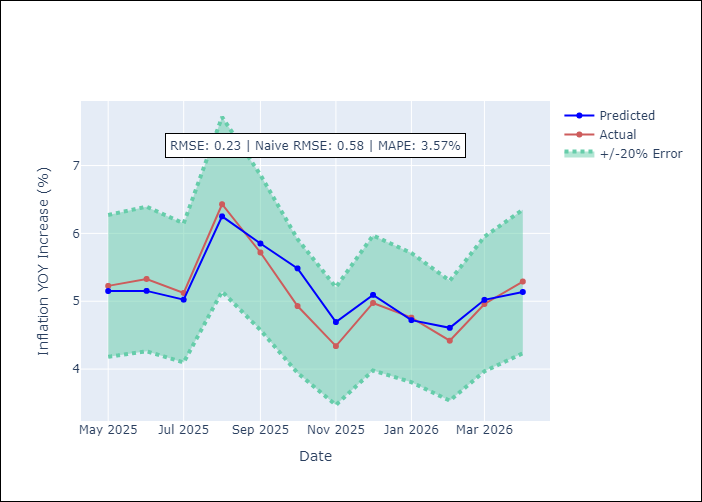 RMSE: 0.23 | Naive RMSE: 0.58 | MAPE: 3.57%
Predicted
Actual
+/-20% Error
Inflation YOY Increase (%)
7
6
5
4
May 2025
Jul 2025
Sep 2025
Nov 2025
Jan 2026
Mar 2026
Date